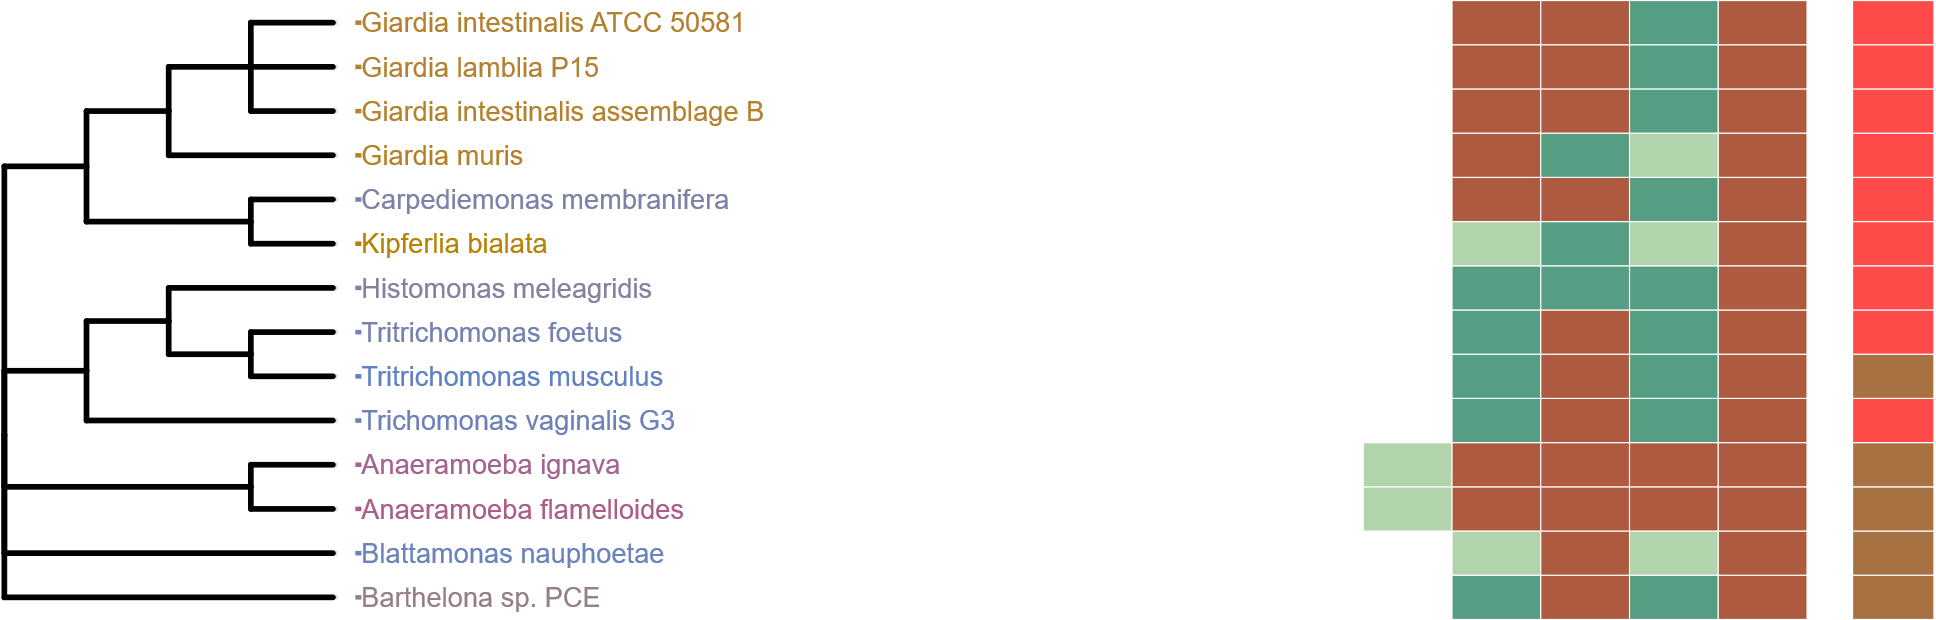 -Giardia intestinalis ATCC 50581
-Giardia lamblia P15
-Giardia intestinalis assemblage B
-Giardia muris
-Carpediemonas membranifera
-Kipferlia bialata
-Histomonas meleagridis
-Tritrichomonas foetus
-Tritrichomonas musculus
-Trichomonas vaginalis G3
-Anaeramoeba ignava
-Anaeramoeba flamelloides
-Blattamonas nauphoetae
-Barthelona sp. PCE